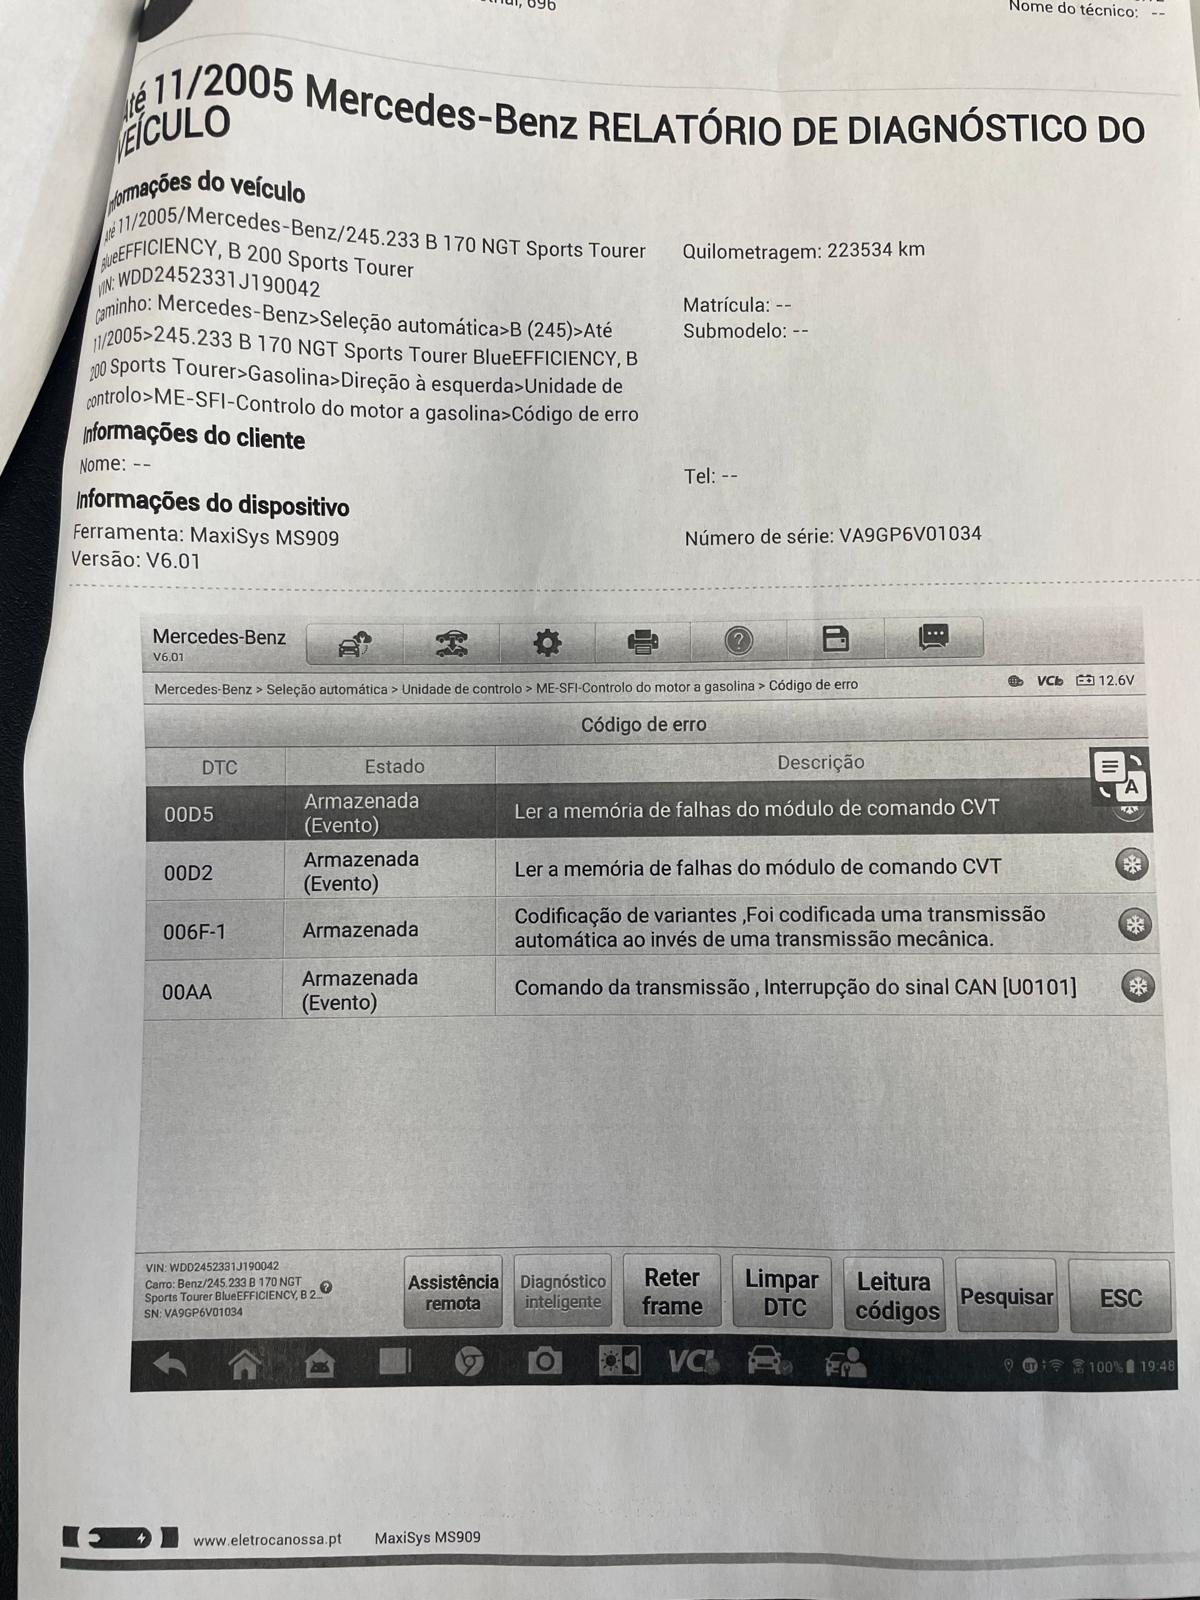 696
Nome do técnico: --
Até 11/2005 Mercedes-Benz RELATÓRIO DE DIAGNÓSTICO DO
VEÍCULO
Informações do veículo
Até 11/2005/Mercedes-Benz/245.233 B 170 NGT Sports Tourer
BlueEFFICIENCY, B 200 Sports Tourer
Quilometragem: 223534 km
VIN: WDD2452331J190042
Matrícula: --
Caminho: Mercedes-Benz>Seleção automática>B (245)>Até
Submodelo: --
11/2005>245.233 B 170 NGT Sports Tourer BlueEFFICIENCY, B
200 Sports Tourer>Gasolina>Direção à esquerda>Unidade de
controlo>ME-SFI-Controlo do motor a gasolina>Código de erro
Informações do cliente
Nome: --
Tel: --
Informações do dispositivo
Ferramenta: MaxiSys MS909
Número de série: VA9GP6V01034
Versão: V6.01
Mercedes-Benz
V6.01
Mercedes-Benz > Seleção automática > Unidade de controlo > ME-SFI-Controlo do motor a gasolina > Código de erro
VCI
12.6V
Código de erro
DTC
Estado
Descrição
A
00D5
Armazenada
(Evento)
Ler a memória de falhas do módulo de comando CVT
00D2
Armazenada
(Evento)
Ler a memória de falhas do módulo de comando CVT
006F-1
Armazenada
Codificação de variantes ,Foi codificada uma transmissão
automática ao invés de uma transmissão mecânica.
00AA
Armazenada
(Evento)
Comando da transmissão , Interrupção do sinal CAN [U0101]
VIN: WDD2452331J190042
Carro: Benz/245.233 B 170 NGT
Sports Tourer BlueEFFICIENCY, B 2...
SN: VA9GP6V01034
Assistência
remota
Diagnóstico
inteligente
Reter
frame
Limpar
DTC
Leitura
códigos
Pesquisar
ESC
VCI
BT
100%
19:48
www.eletrocanossa.pt
MaxiSys MS909